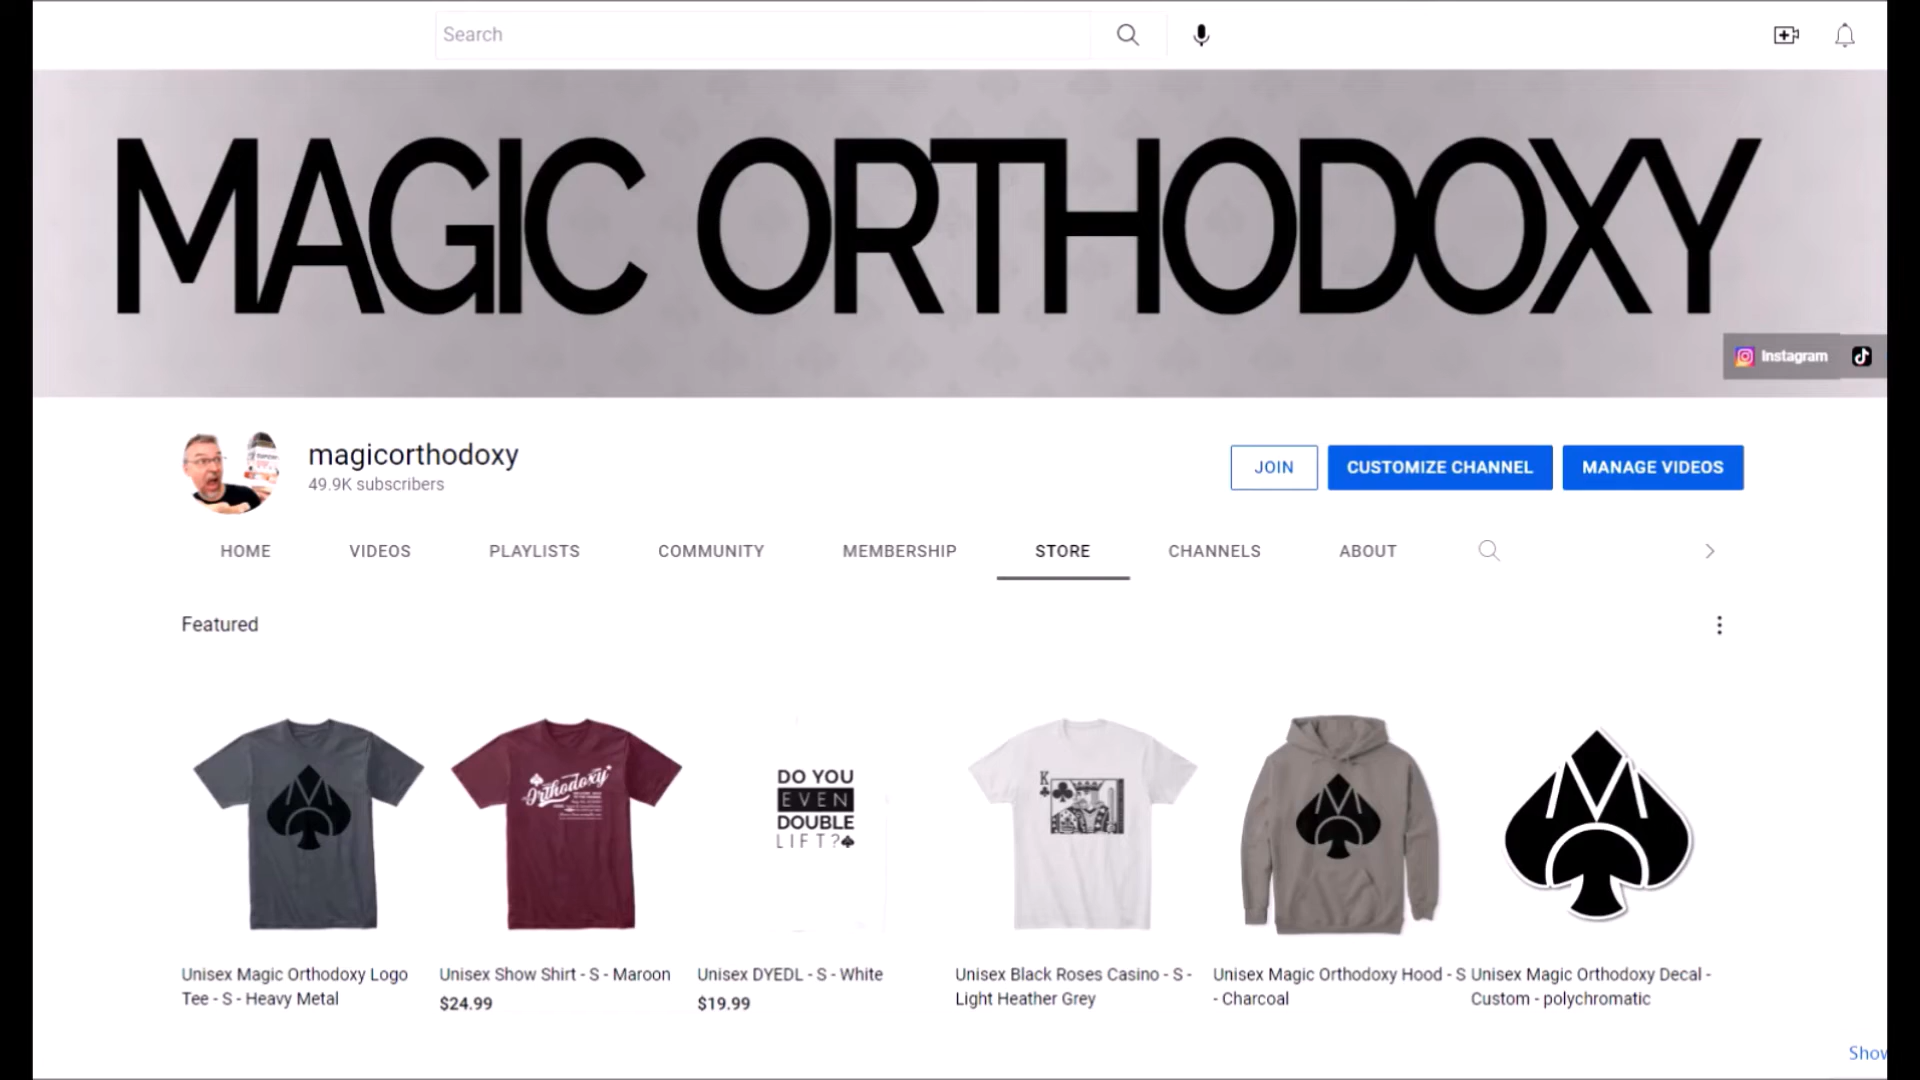 Search
MAGIC ORTHODOXY
Instagram
magicorthodoxy
49.9K subscribers
JOIN
CUSTOMIZE CHANNEL
MANAGE VIDEOS
HOME
VIDEOS
PLAYLISTS
COMMUNITY
MEMBERSHIP
STORE
CHANNELS
ABOUT
Featured
Orthodoxy
DO YOU
EVEN
DOUBLE
LIFT?
K
Unisex Magic Orthodoxy Logo
Tee - S - Heavy Metal
Unisex Show Shirt - S - Maroon
$24.99
Unisex DYEDL - S - White
$19.99
Unisex Black Roses Casino - S -
Light Heather Grey
Unisex Magic Orthodoxy Hood - S
- Charcoal
Unisex Magic Orthodoxy Decal -
Custom - polychromatic
Show